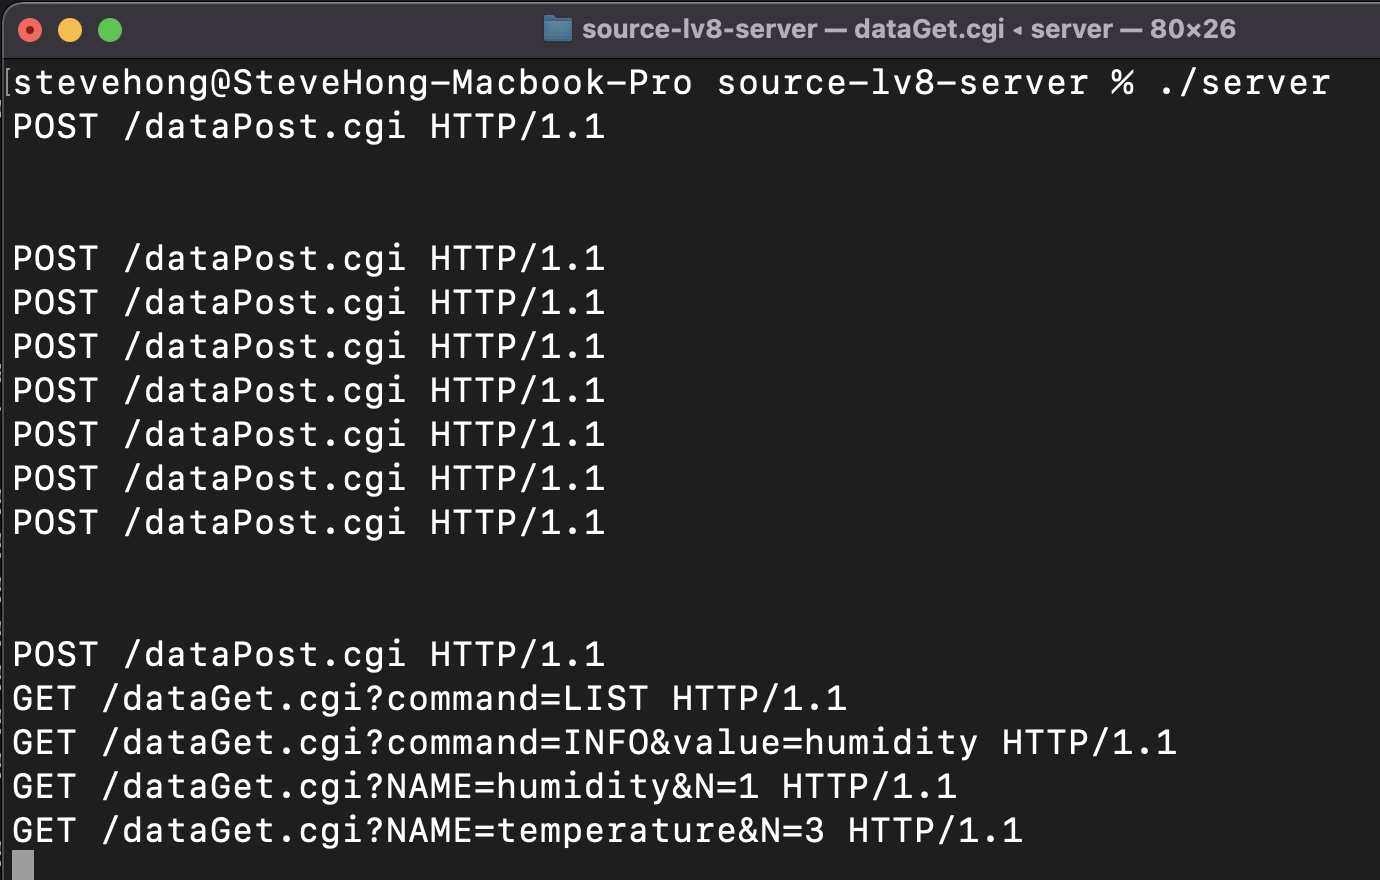 source-lv8-server — dataGet.cgi ◂ server — 80×26
stevehong@SteveHong-Macbook-Pro source-lv8-server % ./server
POST /dataPost.cgi HTTP/1.1
POST /dataPost.cgi HTTP/1.1
POST /dataPost.cgi HTTP/1.1
POST /dataPost.cgi HTTP/1.1
POST /dataPost.cgi HTTP/1.1
POST /dataPost.cgi HTTP/1.1
POST /dataPost.cgi HTTP/1.1
POST /dataPost.cgi HTTP/1.1
POST /dataPost.cgi HTTP/1.1
GET /dataGet.cgi?command=LIST HTTP/1.1
GET /dataGet.cgi?command=INFO&value=humidity HTTP/1.1
GET /dataGet.cgi?NAME=humidity&N=1 HTTP/1.1
GET /dataGet.cgi?NAME=temperature&N=3 HTTP/1.1